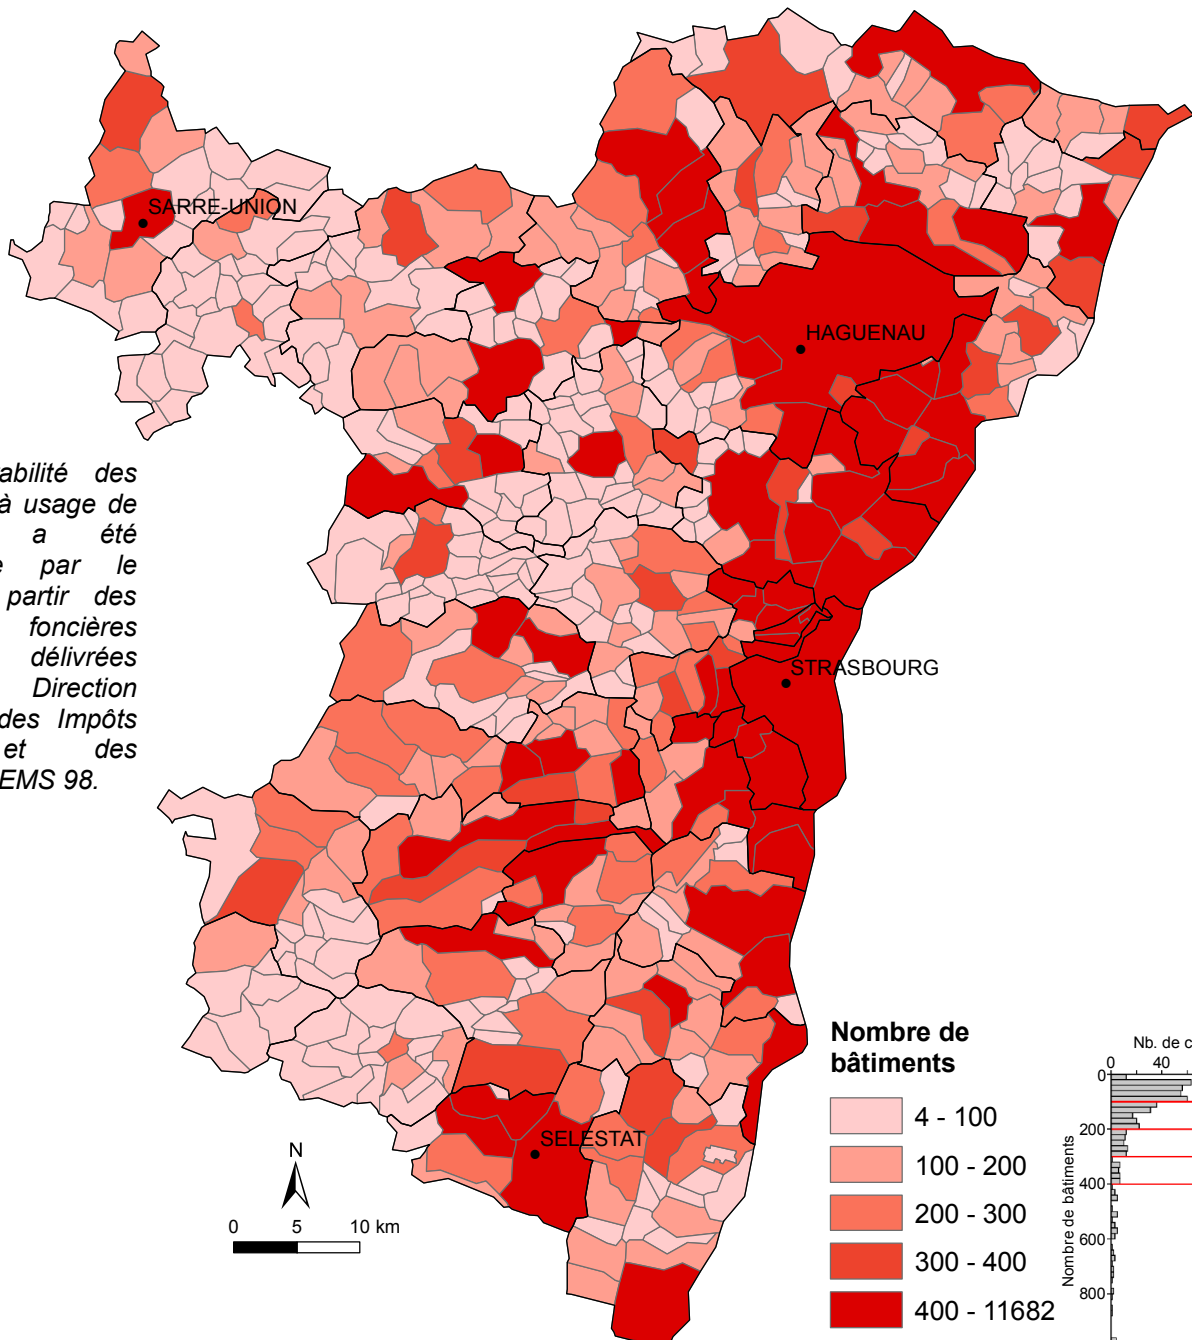 SARRE-UNION
HAGUENAU
abilité des
à usage de
a été
par le
partir des
foncières
délivrées
Direction
des Impôts
et des
EMS 98.
STRASBOURG
SELESTAT
N
0 5 10 km
Nombre de
bâtiments
4 - 100
100 - 200
200 - 300
300 - 400
400 - 11682
Nb. de c
0 40
0
200
400
600
800
Nombre de bâtiments